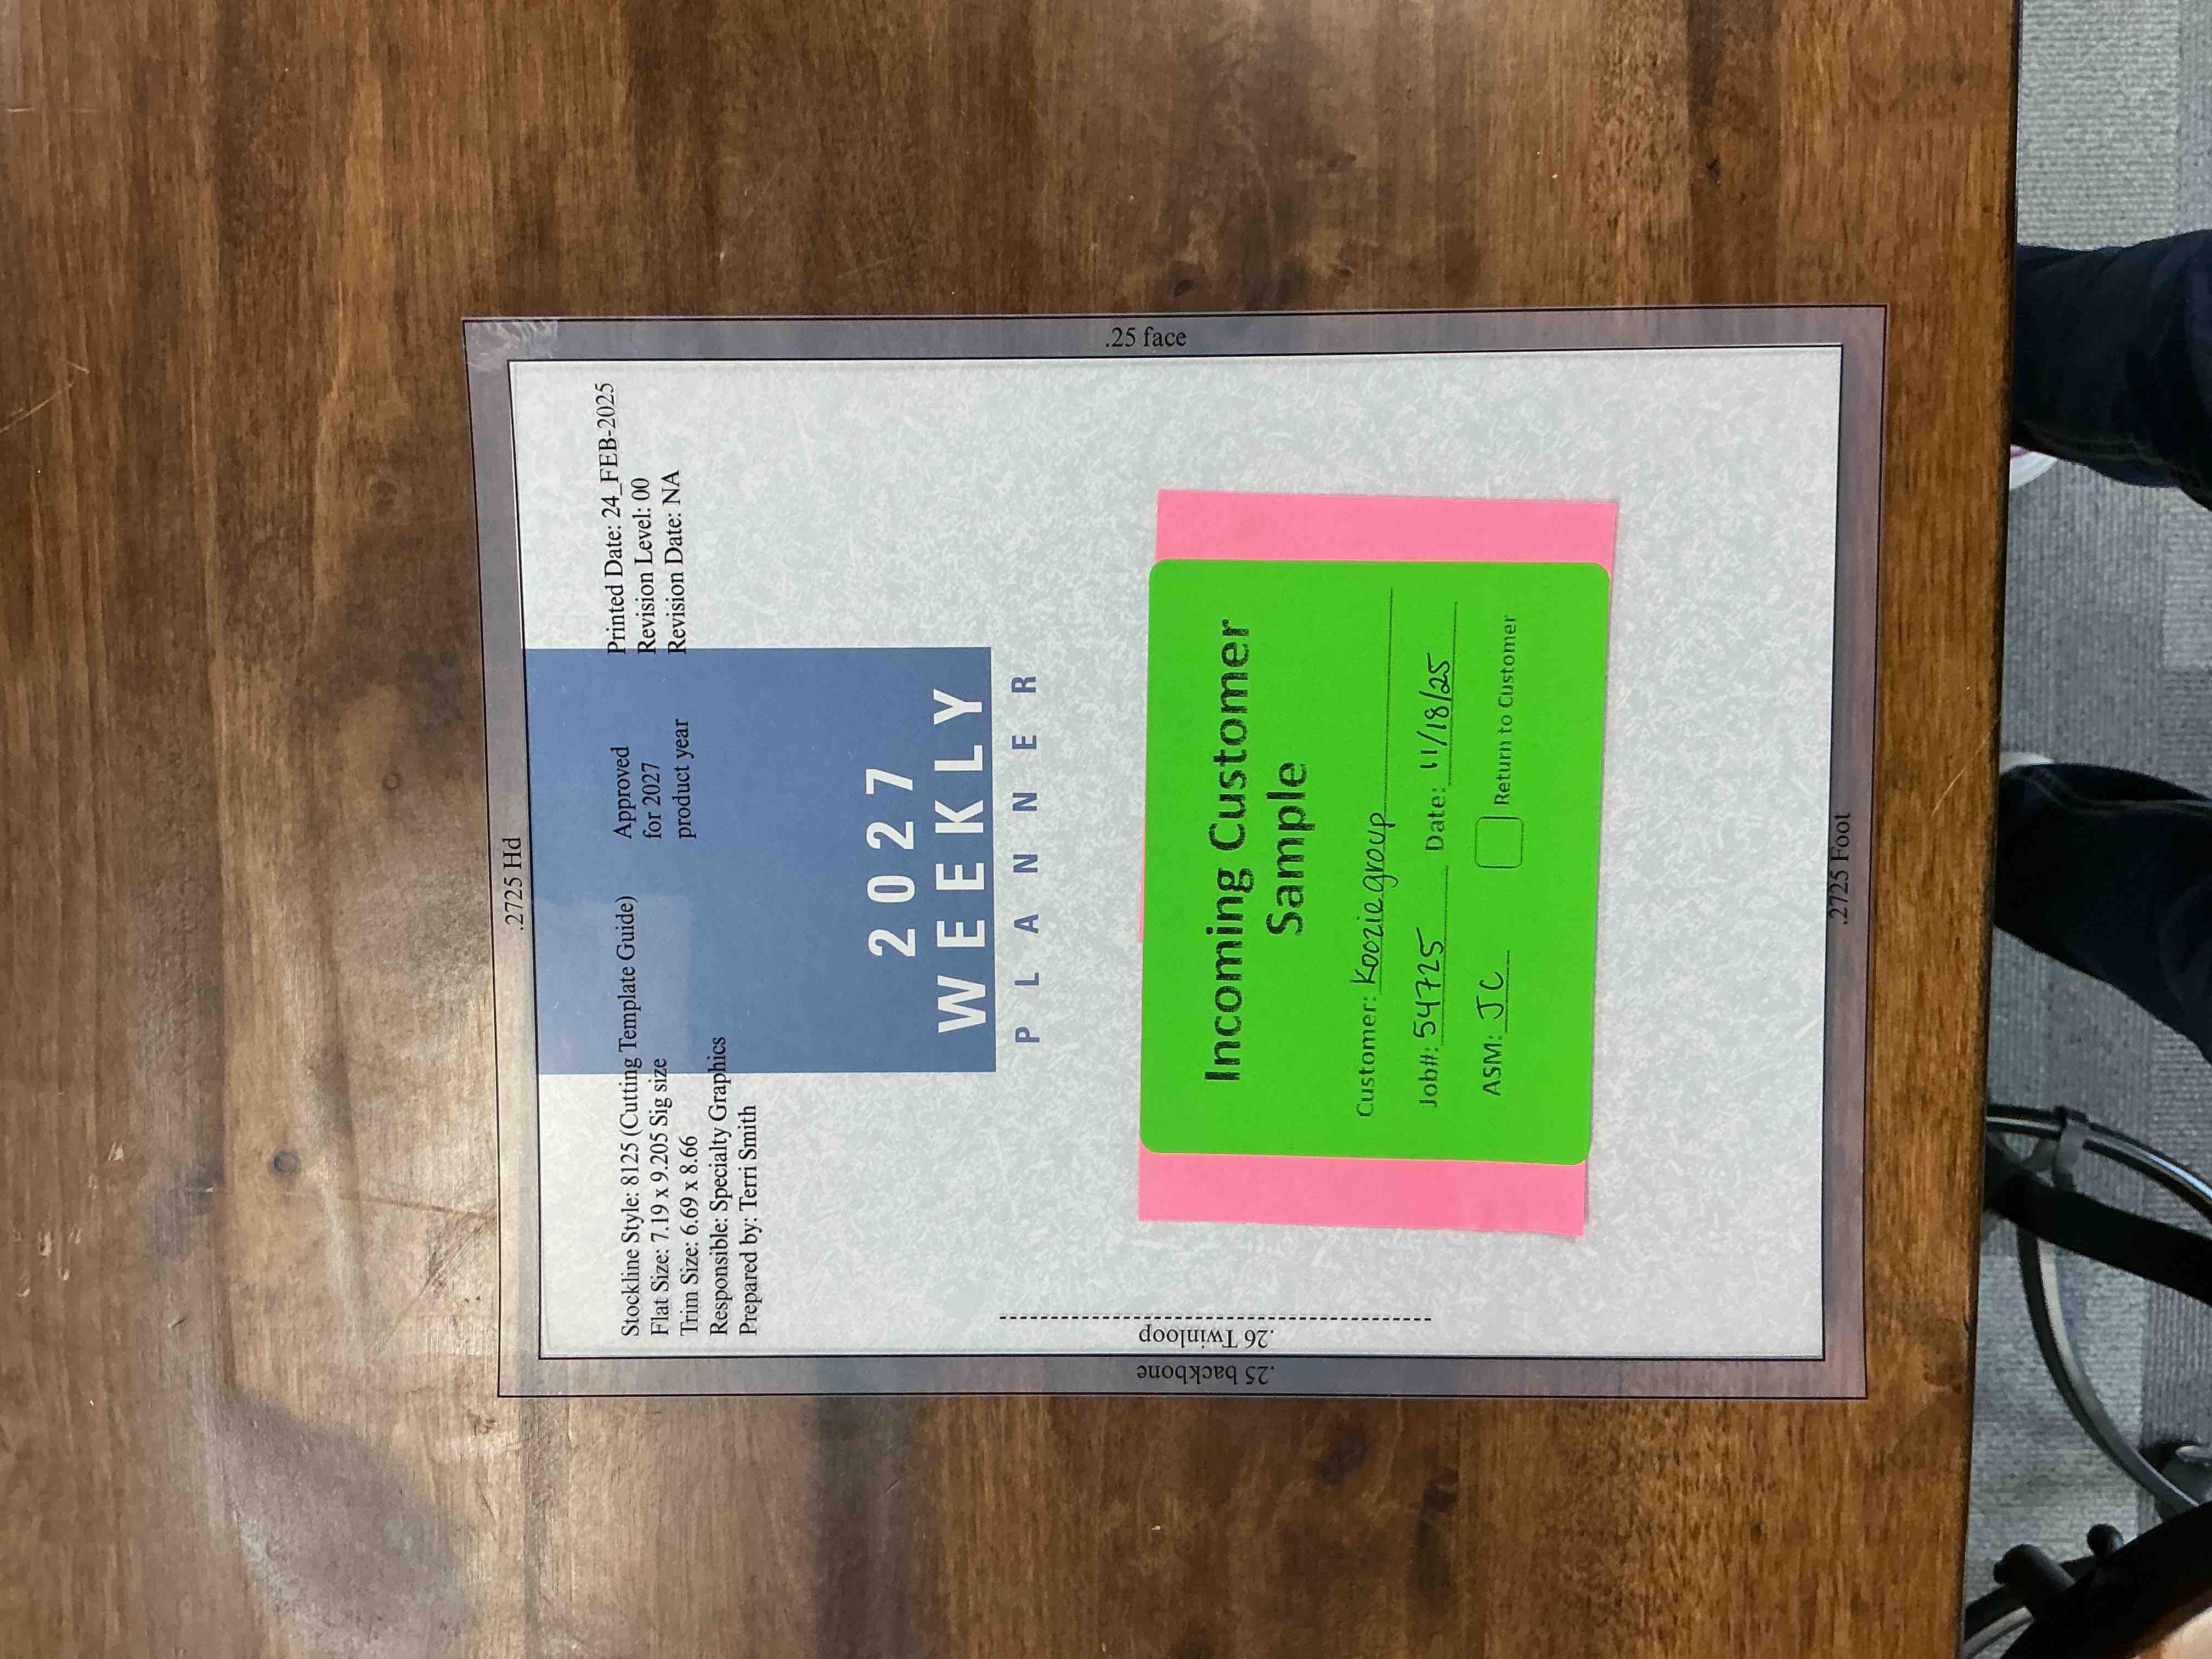 .2725 Hd
Stockline Style: 8125 (Cutting Template Guide)
Flat Size: 7.19 x 9.205 Sig size
Trim Size: 6.69 x 8.66
Responsible: Specialty Graphics
Prepared by: Terri Smith
Approved
for 2027
product year
Printed Date: 24_FEB-2025
Revision Level: 00
Revision Date: NA
2027
WEEKLY
PLANNER
.25 face
.26 Twinloop
.25 backbone
Incoming Customer
Sample
Customer: Kooziegroup
Job#: 54725 Date: 11/18/25
ASM: JC Return to Customer
.2725 Foot